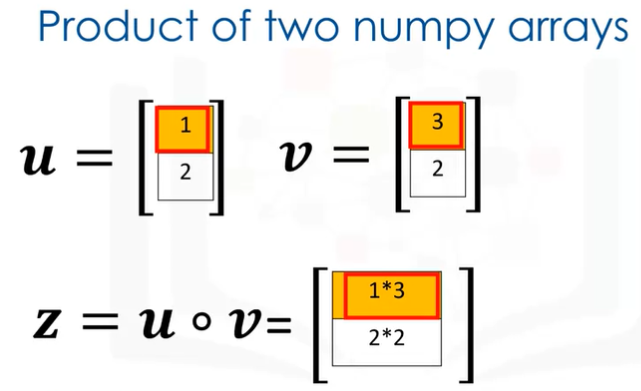 Product of two numpy arrays
u = [1 2] v = [3 2]
z = u ∘ v= [1*3 2*2]